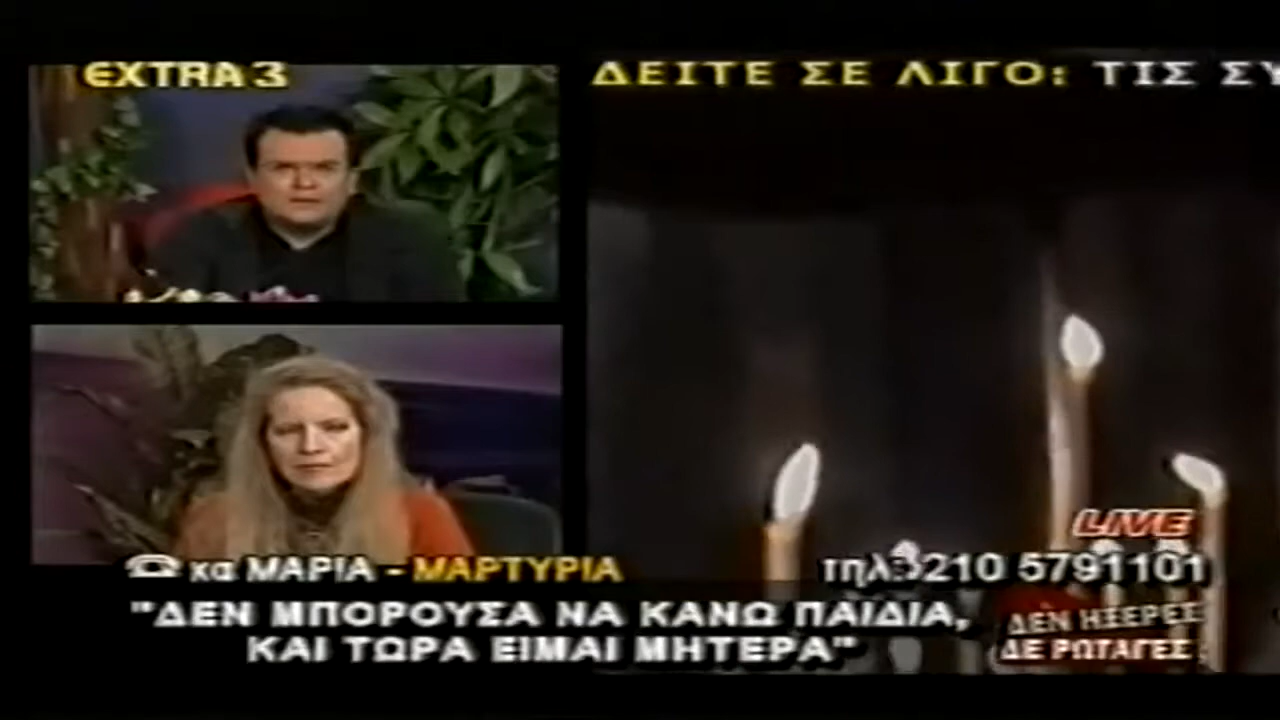 EXTRA 3
ΔΕΙΤΕ ΣΕ ΛΙΓΟ: ΤΙΣ ΣΥ
LIVE
κα ΜΑΡΙΑ - ΜΑΡΤΥΡΙΑ
τηλ: 210 5791101
"ΔΕΝ ΜΠΟΡΟΥΣΑ ΝΑ ΚΑΝΩ ΠΑΙΔΙΑ,
ΚΑΙ ΤΩΡΑ ΕΙΜΑΙ ΜΗΤΕΡΑ"
ΔΕΝ ΗΞΕΡΕΣ
ΔΕ ΡΩΤΑΓΕΣ